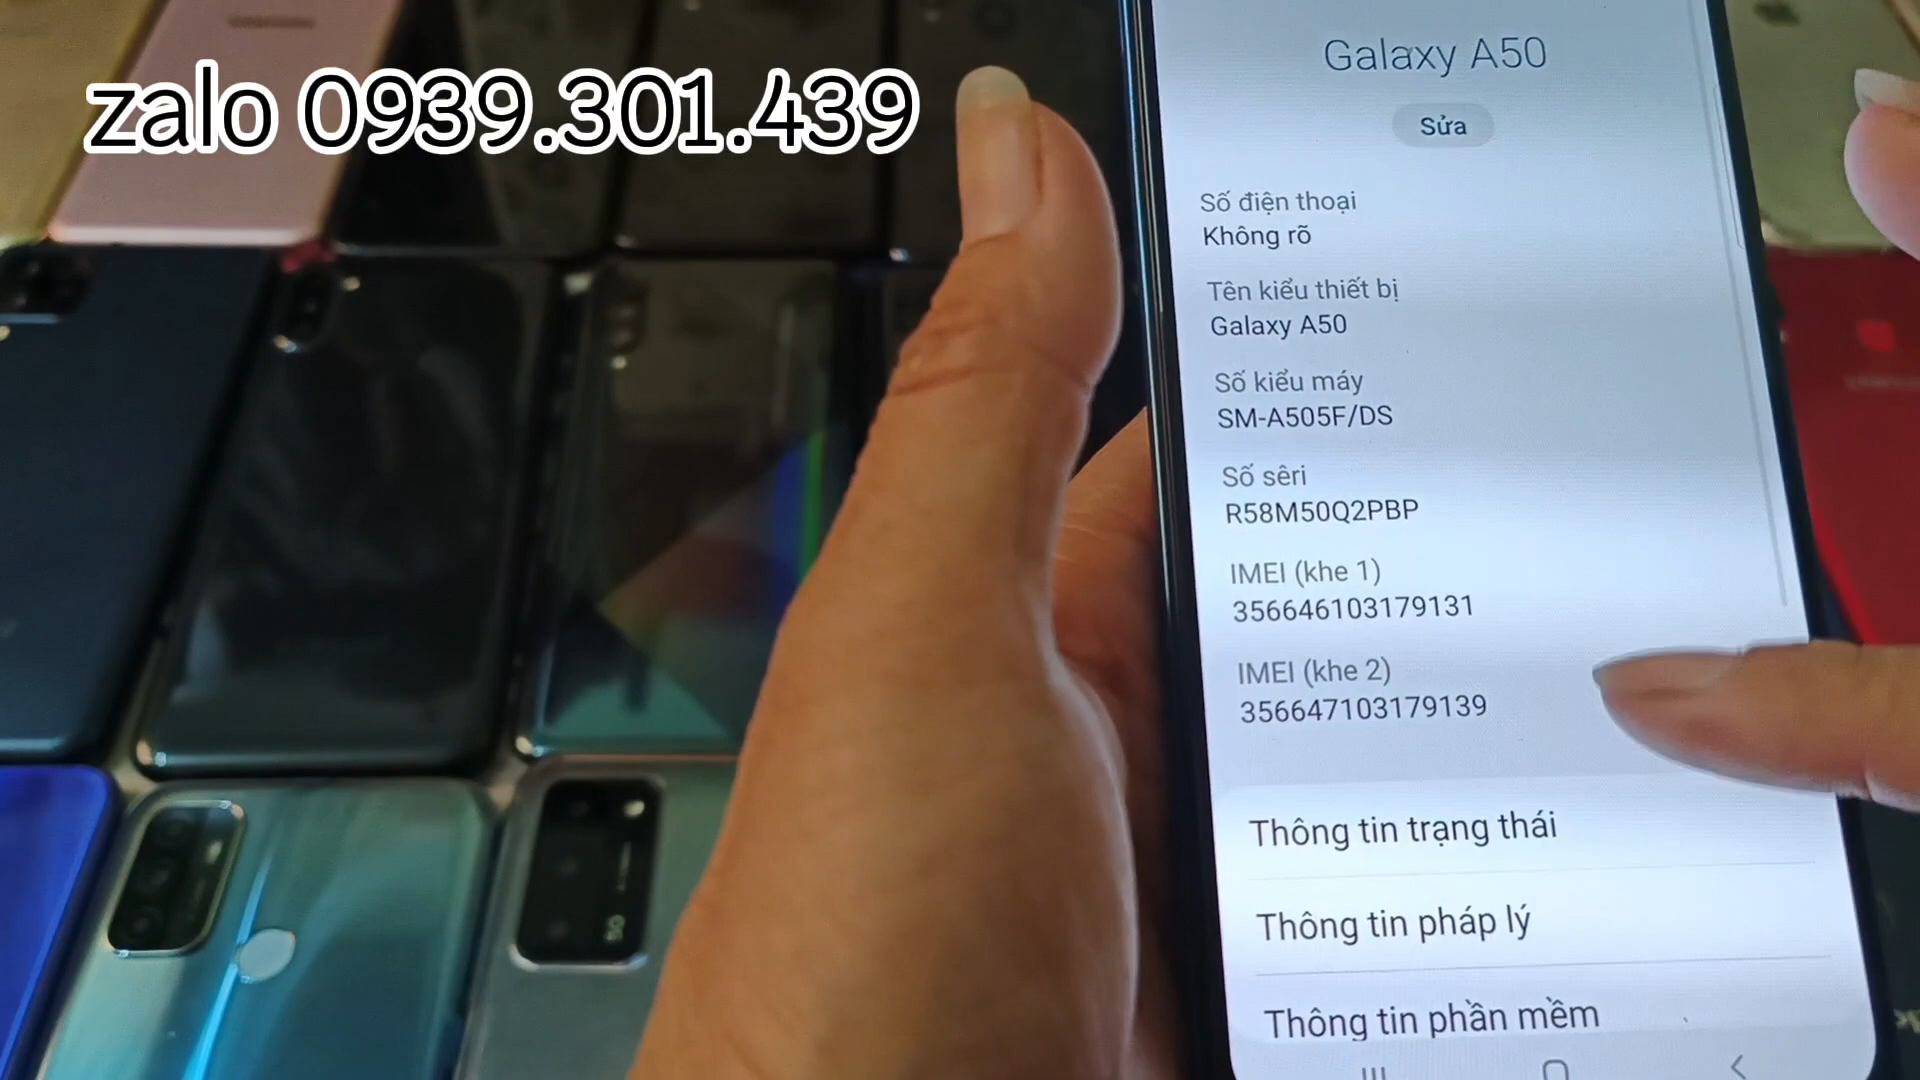 zalo 0939.301.439
Galaxy A50
Sửa
Số điện thoại
Không rõ
Tên kiểu thiết bị
Galaxy A50
Số kiểu máy
SM-A505F/DS
Số sêri
R58M50Q2PBP
IMEI (khe 1)
356646103179131
IMEI (khe 2)
356647103179139
Thông tin trạng thái
Thông tin pháp lý
Thông tin phần mềm